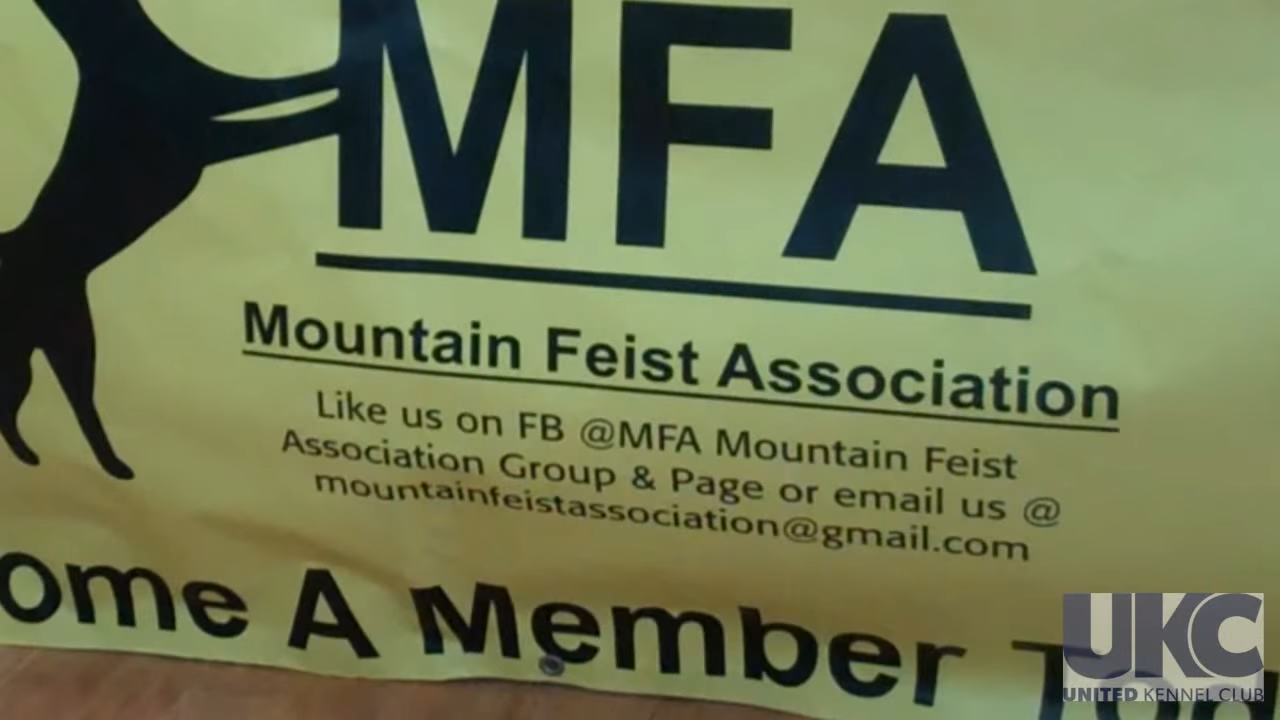 MFA
Mountain Feist Association
Like us on FB @MFA Mountain Feist
Association Group & Page or email us @
mountainfeistassociation@gmail.com
ome A Member Tod
UKC
UNITED KENNEL CLUB